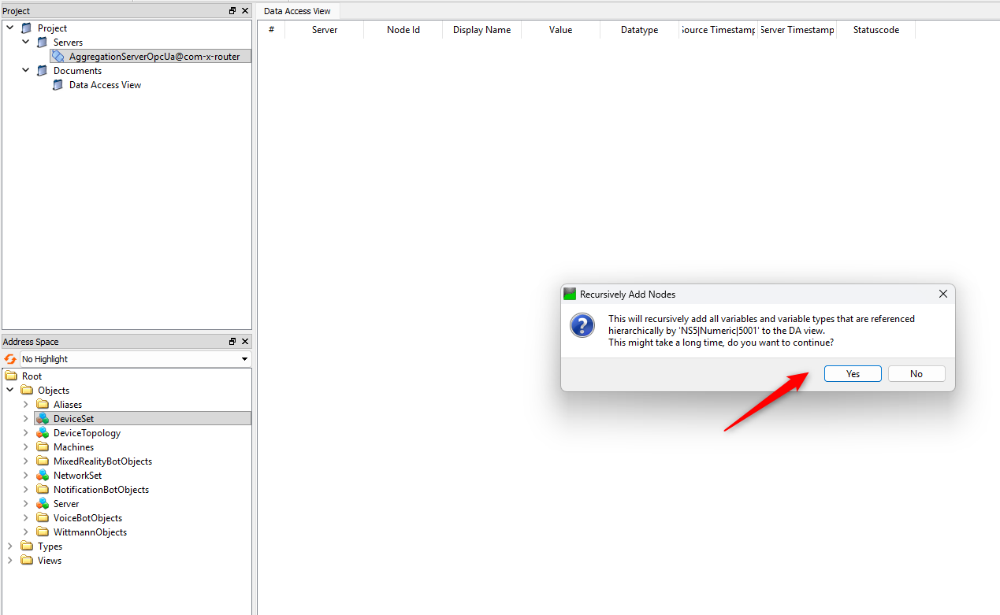 Project
Project
Servers
AggregationServerOpcUa@com-x-router
Documents
Data Access View
Address Space
No Highlight
Root
Objects
Aliases
DeviceSet
DeviceTopology
Machines
MixedRealityBotObjects
NetworkSet
NotificationBotObjects
Server
VoiceBotObjects
WittmannObjects
Types
Views
Data Access View
# Server Node Id Display Name Value Datatype ource Timestamp Server Timestamp Statuscode
Recursively Add Nodes
This will recursively add all variables and variable types that are referenced
hierarchically by 'NS5|Numeric|5001' to the DA view.
This might take a long time, do you want to continue?
Yes No